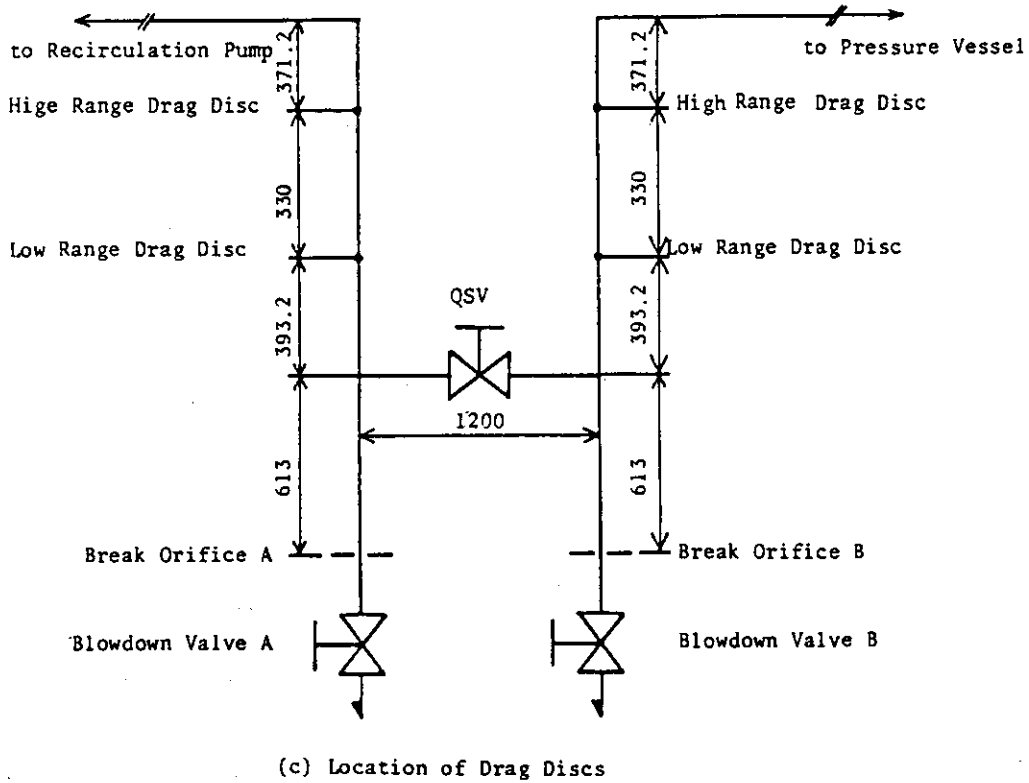 to Recirculation Pump
to Pressure Vessel
371.2
371.2
Hige Range Drag Disc
High Range Drag Disc
330
330
Low Range Drag Disc
Low Range Drag Disc
QSV
393.2
393.2
1200
613
613
Break Orifice A
Break Orifice B
Blowdown Valve A
Blowdown Valve B
(c) Location of Drag Discs